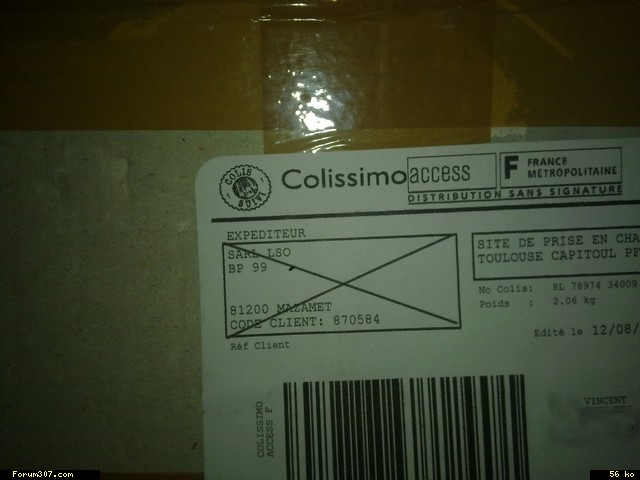 COLIS
SUIVI
Colissimo access F FRANCE MÉTROPOLITAINE
DISTRIBUTION SANS SIGNATURE
EXPEDITEUR
SARL LSO
BP 99
81200 MAZAMET
CODE CLIENT: 870584
Réf Client
SITE DE PRISE EN CHA
TOULOUSE CAPITOUL PF
No Colis: 8L 78974 34009
Poids : 2,06 kg
Edité le 12/08/
COLISSIMO
ACCESS F
VINCENT
Forum307.com
56 ko